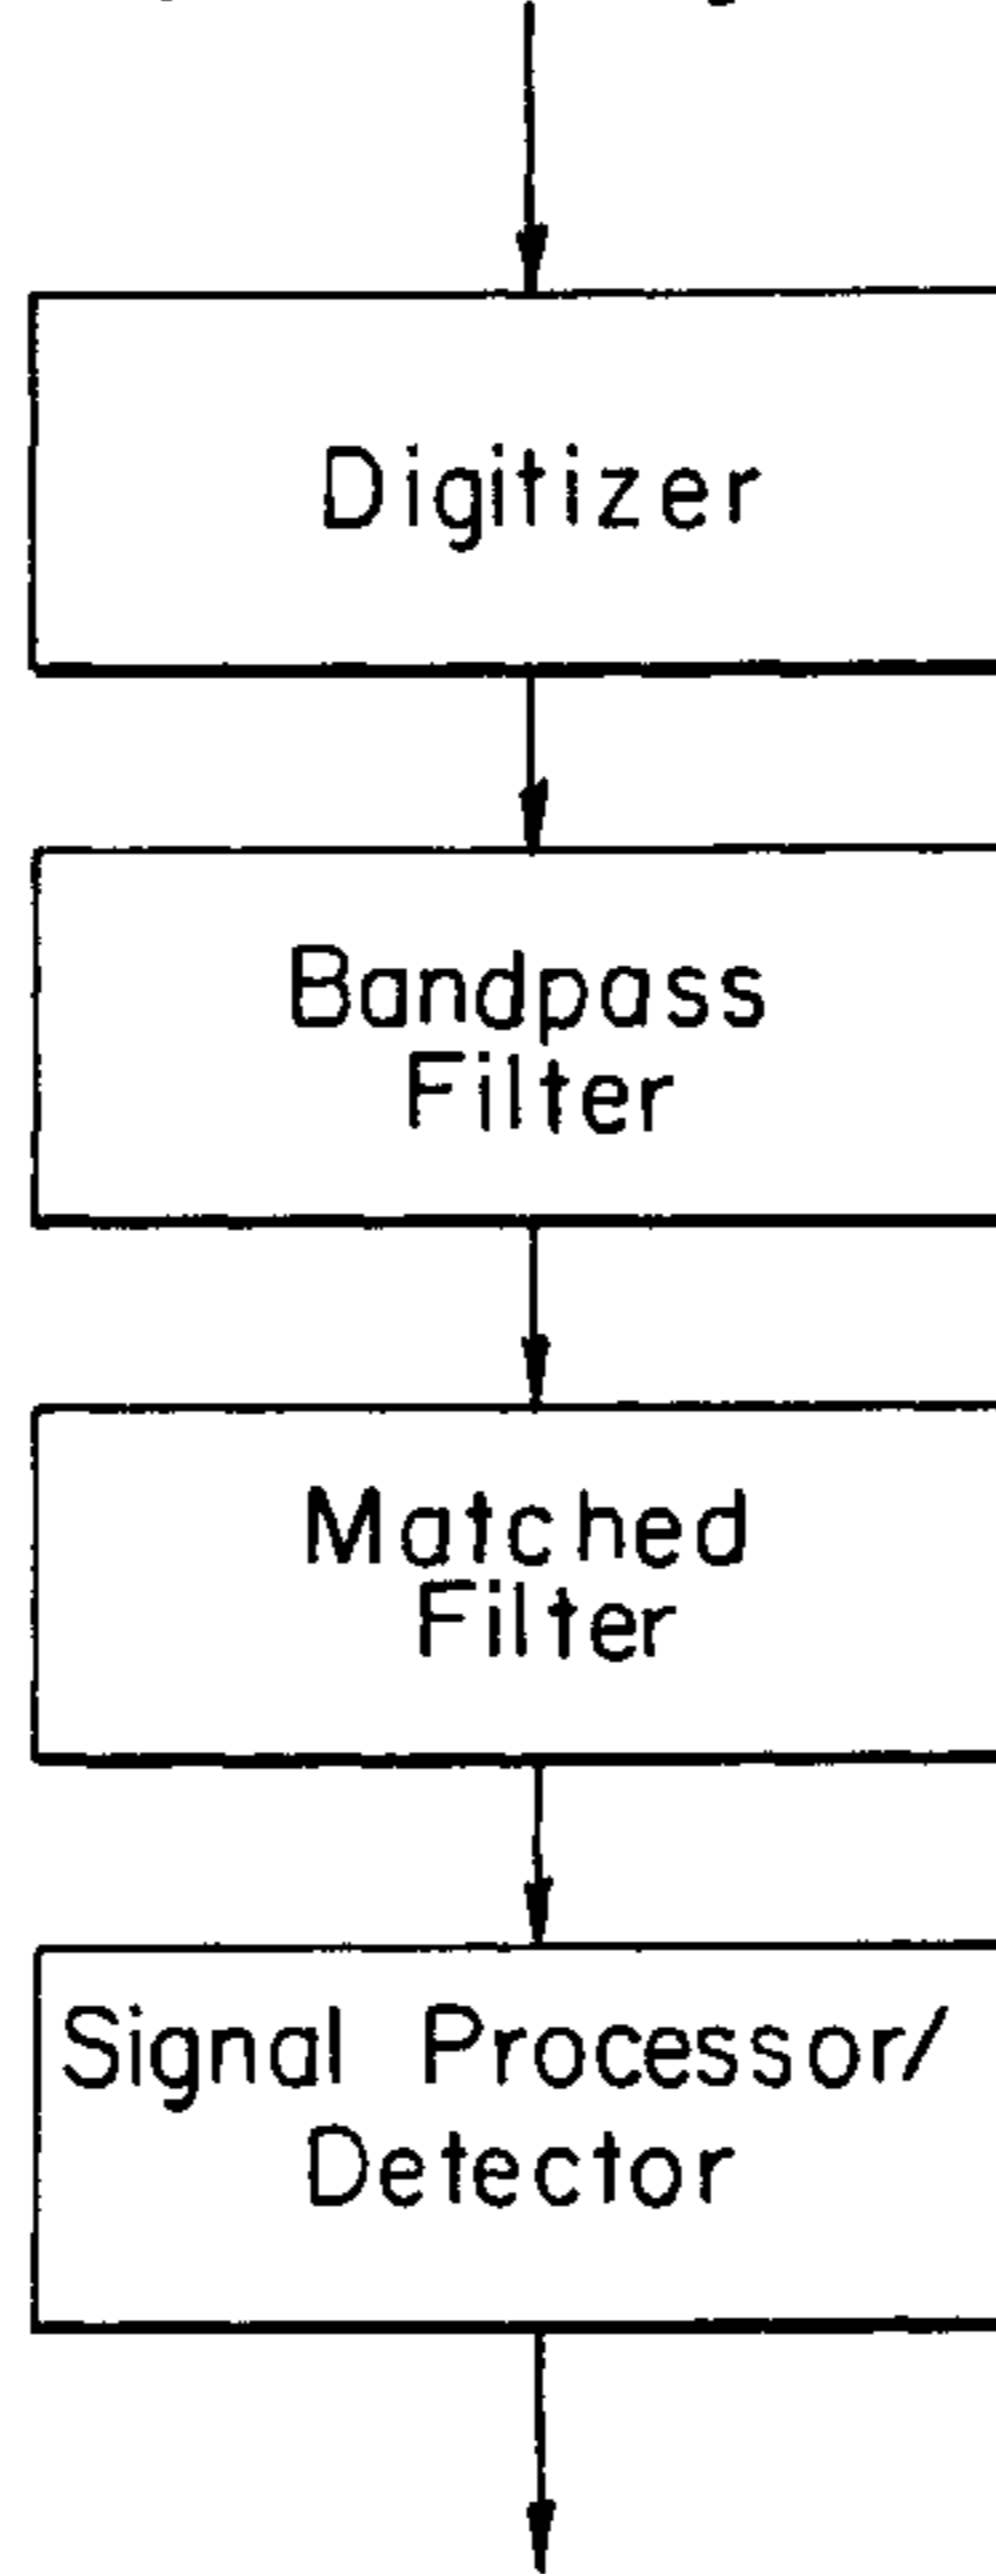 Digitizer
Bandpass
Filter
Matched
Filter
Signal Processor/
Detector